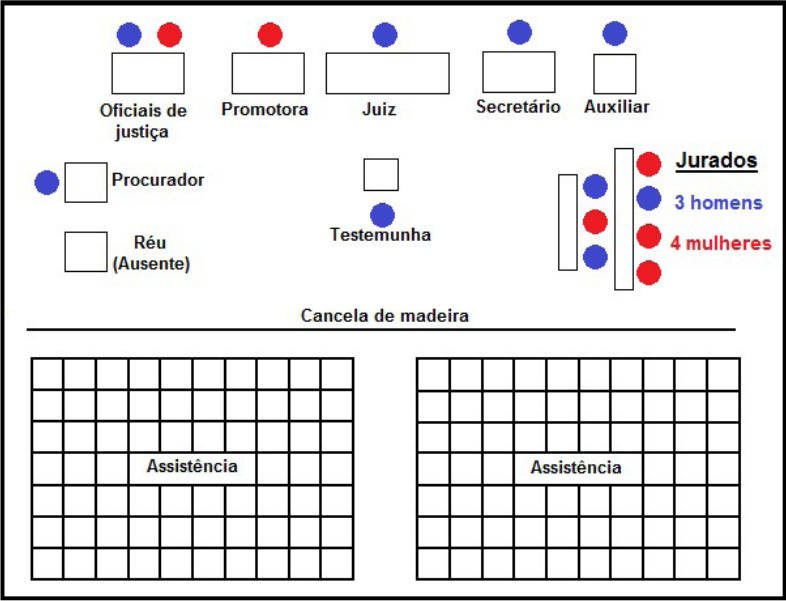 Oficiais de
justiça
Promotora
Juiz
Secretário
Auxiliar
Procurador
Réu
(Ausente)
Testemunha
Jurados
3 homens
4 mulheres
Cancela de madeira
Assistência
Assistência